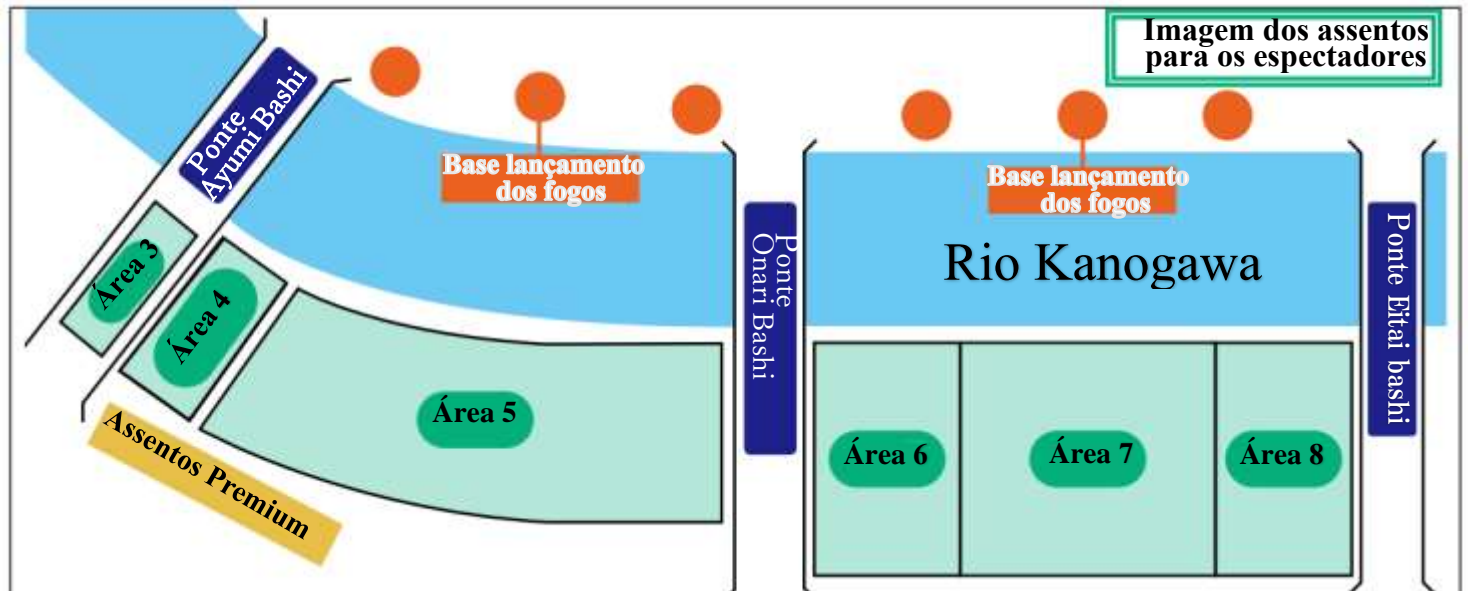 Imagem dos assentos
para os espectadores
Ponte
Ayumi Bashi
Base lançamento
dos fogos
Base lançamento
dos fogos
Ponte
Onari Bashi
Rio Kanogawa
Ponte Eitai bashi
Área 3
Área 4
Área 5
Área 6
Área 7
Área 8
Assentos Premium